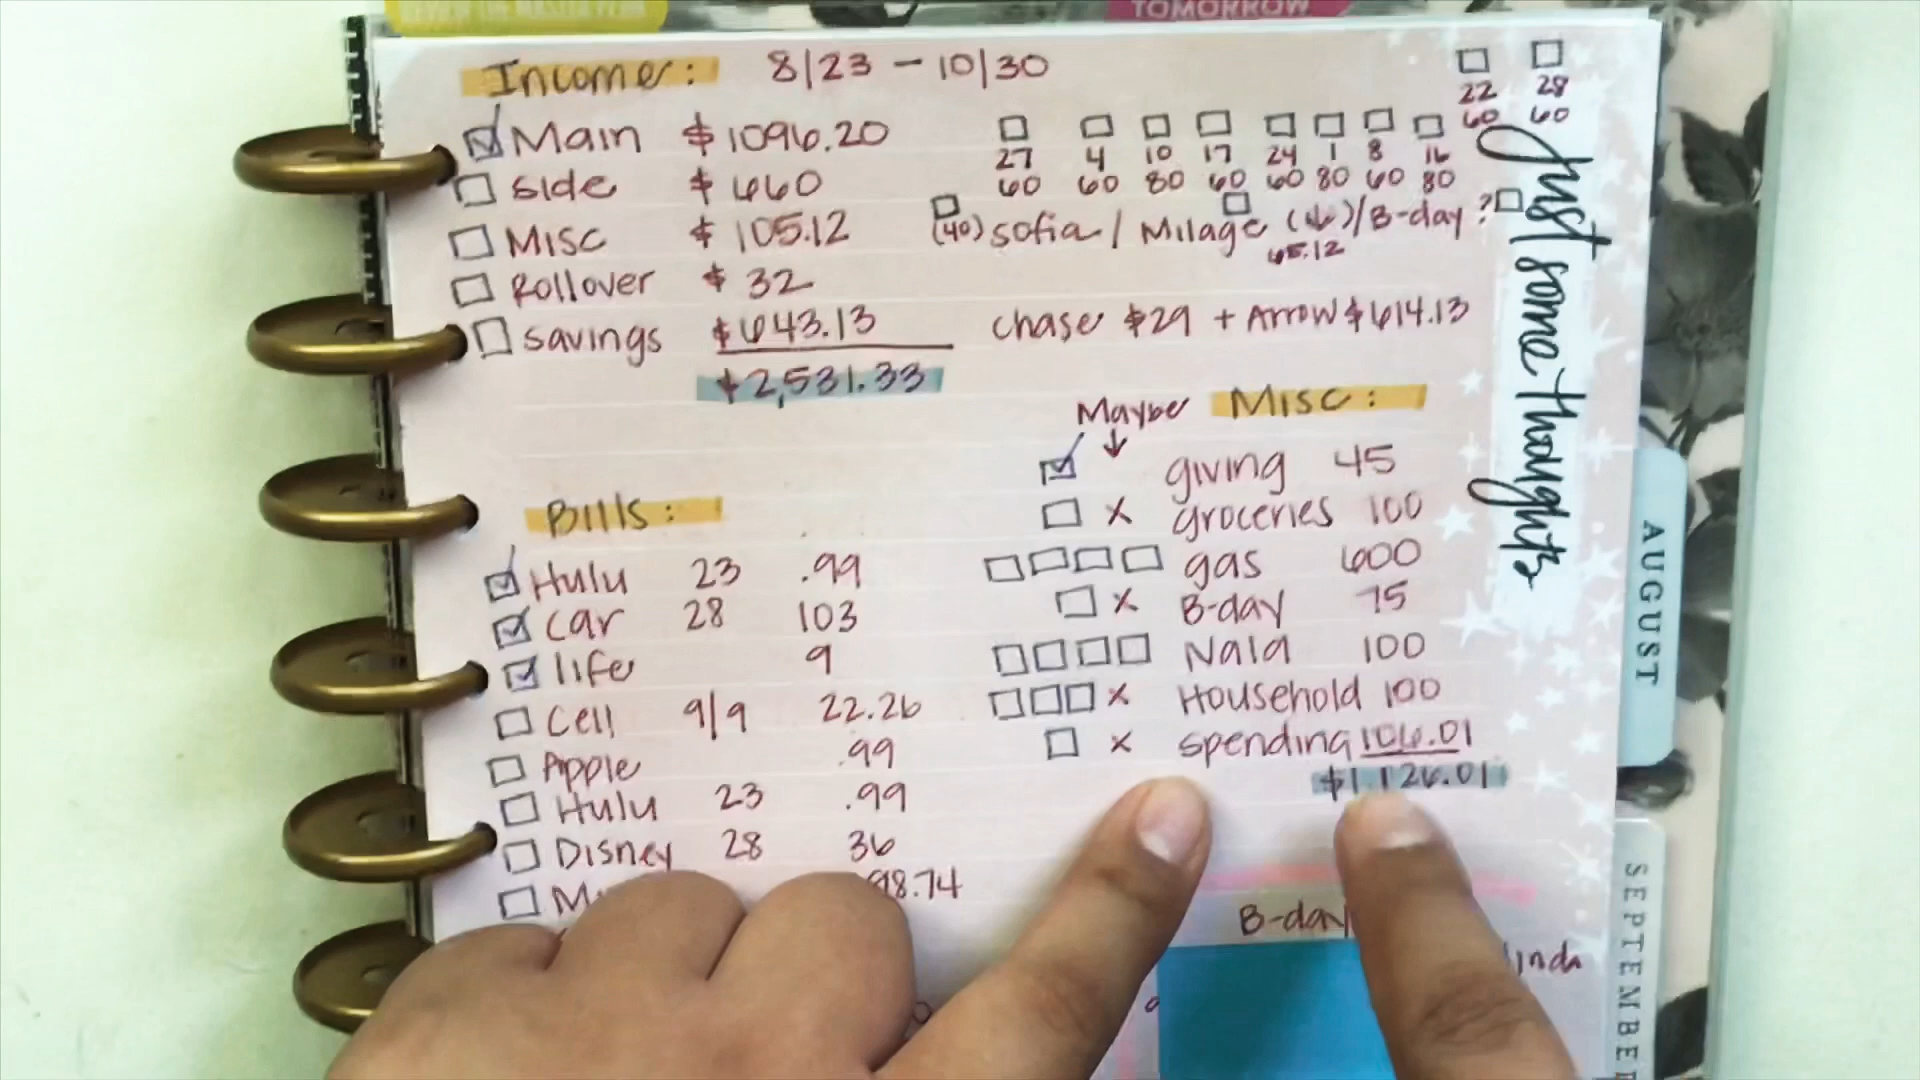 TOMORROW
Income: 8/23 - 10/30
Main $1096.20
Side $660
Misc $105.12
Rollover $32
Savings $643.13
$2,531.33
22 28
60 60
27 4 10 17 24 1 8 16
60 60 80 60 60 80 60 80
(40) Sofia / Milage (↓) / B-day?
65.12
Chase $29 + Arrow $614.13
Just some thoughts
Bills:
Hulu 23 .99
Car 28 103
life 9
Cell 9/9 22.26
Apple .99
Hulu 23 .99
Disney 28 36
98.74
Maybe ↓
Misc:
giving 45
x groceries 100
gas 600
x B-day 75
Nala 100
x Household 100
x spending 106.01
$1,126.01
B-day
AUGUST
SEPTEMBER